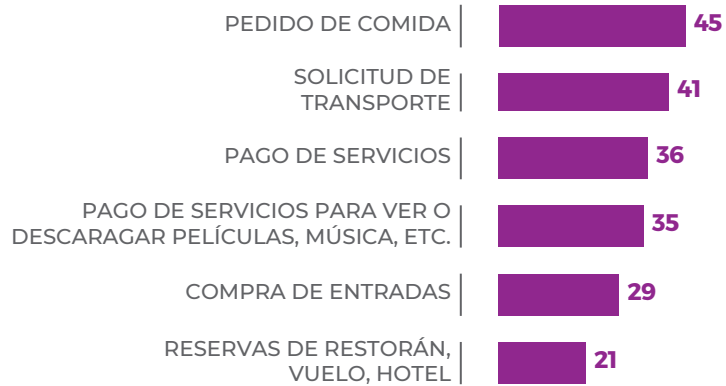 PEDIDO DE COMIDA
45
SOLICITUD DE
TRANSPORTE
41
PAGO DE SERVICIOS
36
PAGO DE SERVICIOS PARA VER O
DESCARAGAR PELÍCULAS, MÚSICA, ETC.
35
COMPRA DE ENTRADAS
29
RESERVAS DE RESTORÁN,
VUELO, HOTEL
21